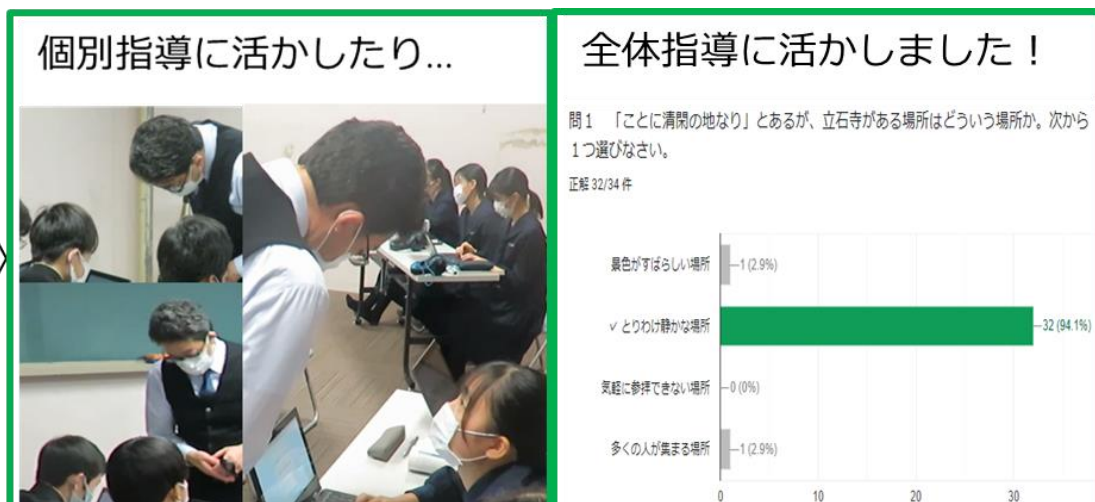 個別指導に活かしたり...
全体指導に活かしました！
問１　「ことに清閑の地なり」とあるが、立石寺がある場所はどういう場所か。次から
１つ選びなさい。
正解 32/34 件
景色がすばらしい場所
1 (2.9%)
✓ とりわけ静かな場所
32 (94.1%)
気軽に参拝できない場所
0 (0%)
多くの人が集まる場所
1 (2.9%)
0 10 20 30